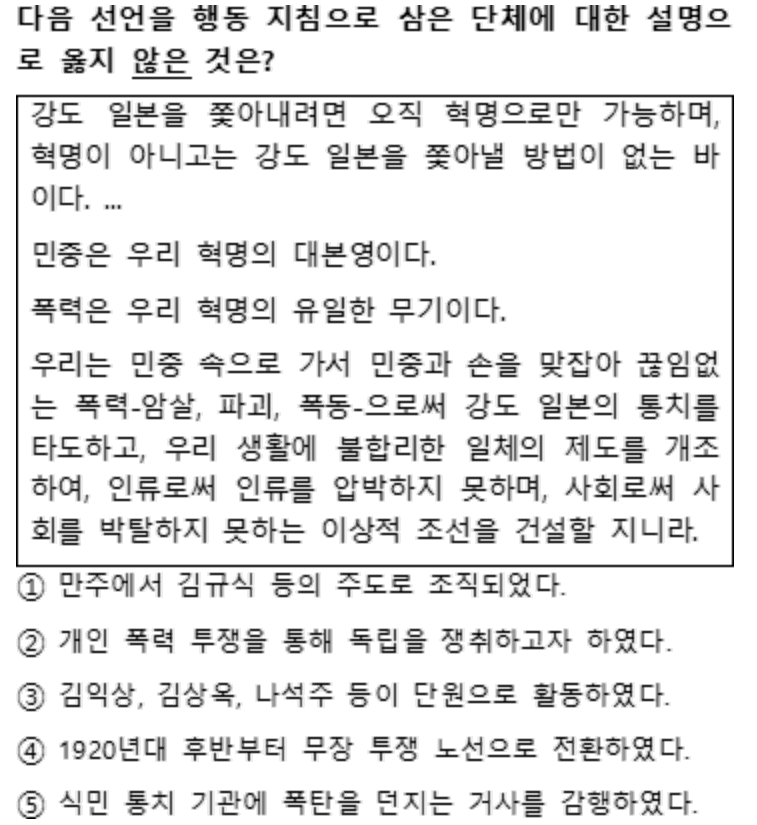 다음 선언을 행동 지침으로 삼은 단체에 대한 설명으
로 옳지 않은 것은?
강도 일본을 쫓아내려면 오직 혁명으로만 가능하며,
혁명이 아니고는 강도 일본을 쫓아낼 방법이 없는 바
이다. ...
민중은 우리 혁명의 대본영이다.
폭력은 우리 혁명의 유일한 무기이다.
우리는 민중 속으로 가서 민중과 손을 맞잡아 끊임없
는 폭력-암살, 파괴, 폭동-으로써 강도 일본의 통치를
타도하고, 우리 생활에 불합리한 일체의 제도를 개조
하여, 인류로써 인류를 압박하지 못하며, 사회로써 사
회를 박탈하지 못하는 이상적 조선을 건설할 지니라.
① 만주에서 김규식 등의 주도로 조직되었다.
② 개인 폭력 투쟁을 통해 독립을 쟁취하고자 하였다.
③ 김익상, 김상옥, 나석주 등이 단원으로 활동하였다.
④ 1920년대 후반부터 무장 투쟁 노선으로 전환하였다.
⑤ 식민 통치 기관에 폭탄을 던지는 거사를 감행하였다.